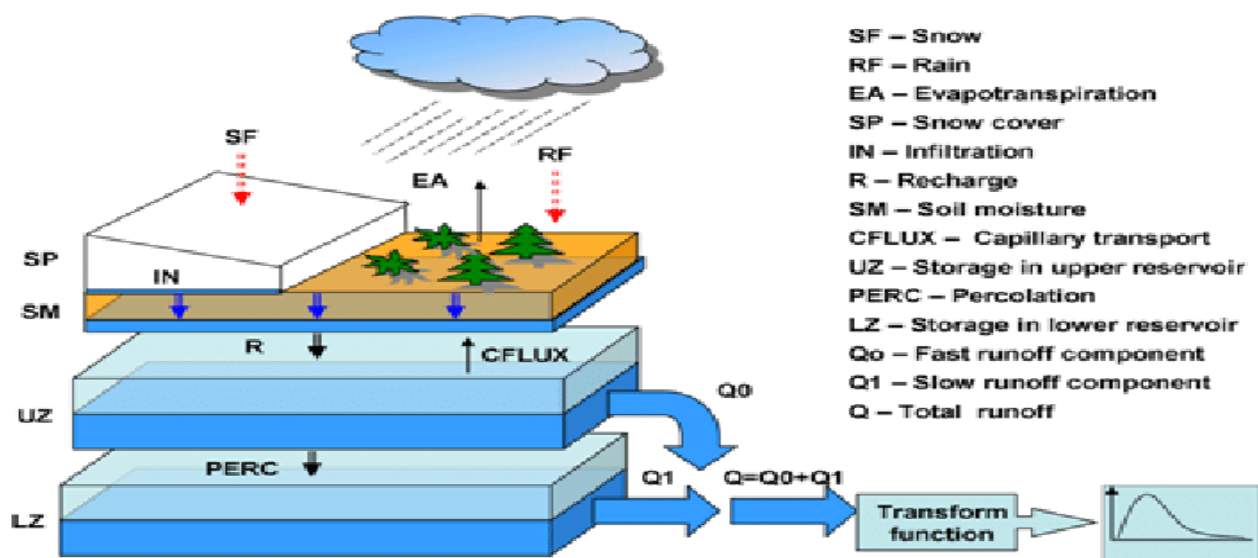 SF
RF
EA
SP
IN
SM
R
CFLUX
Q0
UZ
PERC
Q1
Q=Q0+Q1
LZ
Transform
function
SF – Snow
RF – Rain
EA – Evapotranspiration
SP – Snow cover
IN – Infiltration
R – Recharge
SM – Soil moisture
CFLUX – Capillary transport
UZ – Storage in upper reservoir
PERC – Percolation
LZ – Storage in lower reservoir
Qo – Fast runoff component
Q1 – Slow runoff component
Q – Total runoff